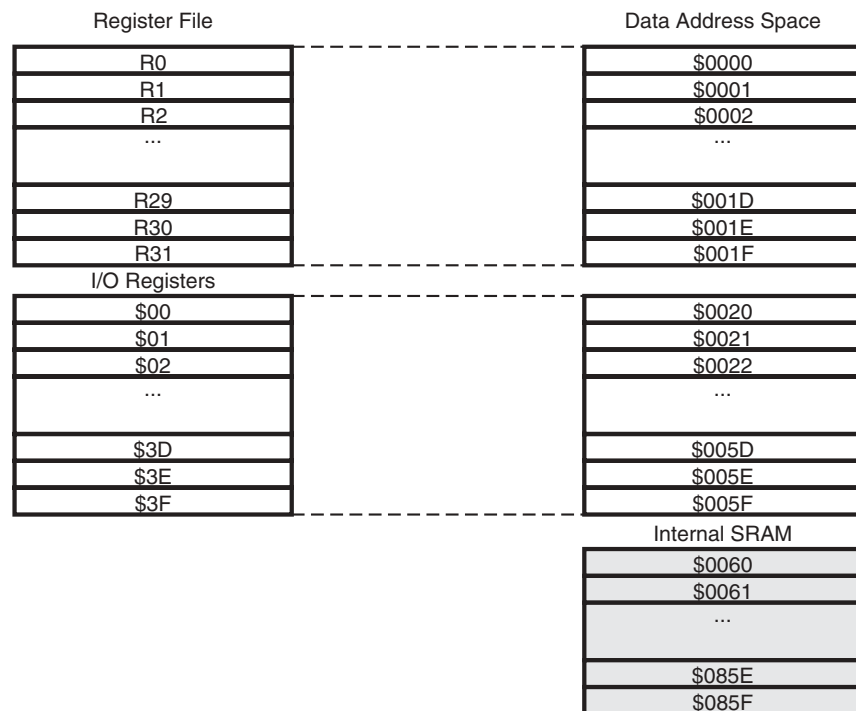 Register File
Data Address Space
R0
$0000
R1
$0001
R2
$0002
...
...
R29
$001D
R30
$001E
R31
$001F
I/O Registers
$00
$0020
$01
$0021
$02
$0022
...
...
$3D
$005D
$3E
$005E
$3F
$005F
Internal SRAM
$0060
$0061
...
$085E
$085F